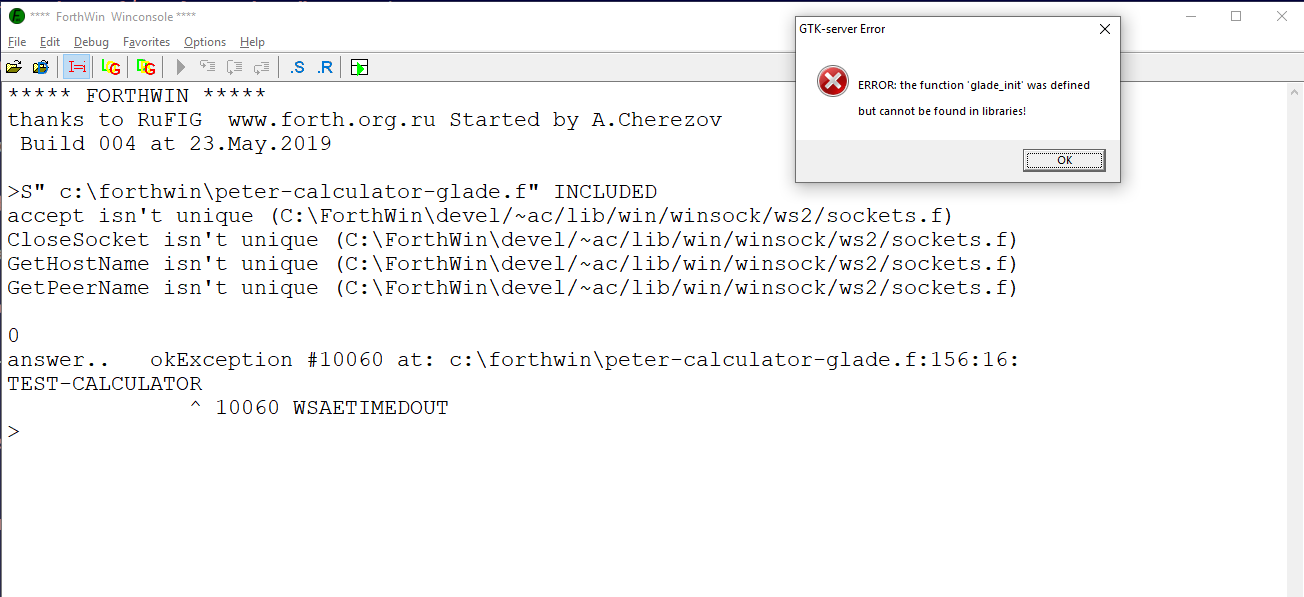 **** ForthWin Winconsole ****
File Edit Debug Favorites Options Help
LG G .S .R
GTK-server Error
ERROR: the function 'glade_init' was defined
but cannot be found in libraries!
OK
***** FORTHWIN *****
thanks to RuFIG  www.forth.org.ru Started by A.Cherezov
 Build 004 at 23.May.2019
>S" c:\forthwin\peter-calculator-glade.f" INCLUDED
accept isn't unique (C:\ForthWin\devel/~ac/lib/win/winsock/ws2/sockets.f)
CloseSocket isn't unique (C:\ForthWin\devel/~ac/lib/win/winsock/ws2/sockets.f)
GetHostName isn't unique (C:\ForthWin\devel/~ac/lib/win/winsock/ws2/sockets.f)
GetPeerName isn't unique (C:\ForthWin\devel/~ac/lib/win/winsock/ws2/sockets.f)
0
answer..   okException #10060 at: c:\forthwin\peter-calculator-glade.f:156:16:
TEST-CALCULATOR
^ 10060 WSAETIMEDOUT
>